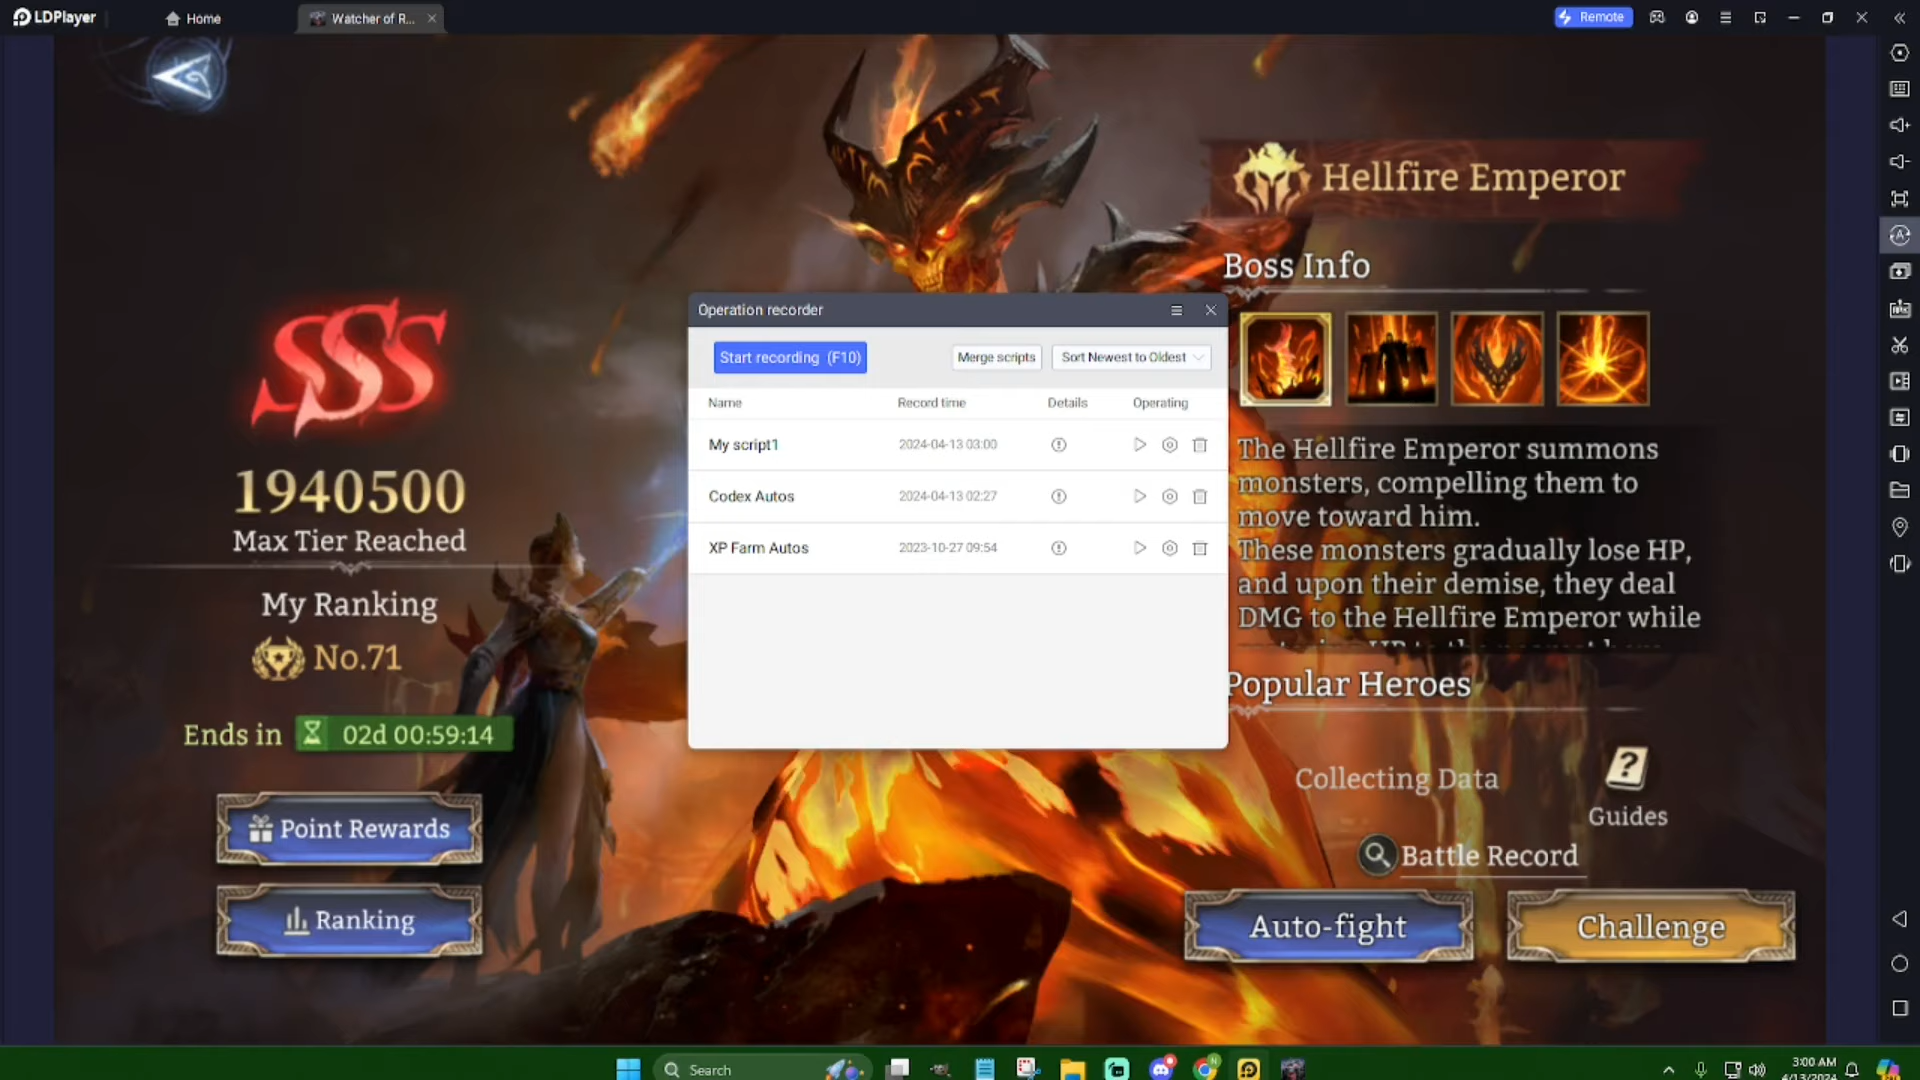 LDPlayer
Home
Watcher of R...
Remote
Hellfire Emperor
Boss Info
SSS
1940500
Max Tier Reached
My Ranking
No.71
Ends in 02d 00:59:14
Point Rewards
Ranking
Operation recorder
Start recording (F10)
Merge scripts
Sort Newest to Oldest
Name Record time Details Operating
My script1 2024-04-13 03:00
Codex Autos 2024-04-13 02:27
XP Farm Autos 2023-10-27 09:54
The Hellfire Emperor summons
monsters, compelling them to
move toward him.
These monsters gradually lose HP,
and upon their demise, they deal
DMG to the Hellfire Emperor while
Popular Heroes
Collecting Data
Guides
Battle Record
Auto-fight
Challenge
Search
3:00 AM
4/13/2024